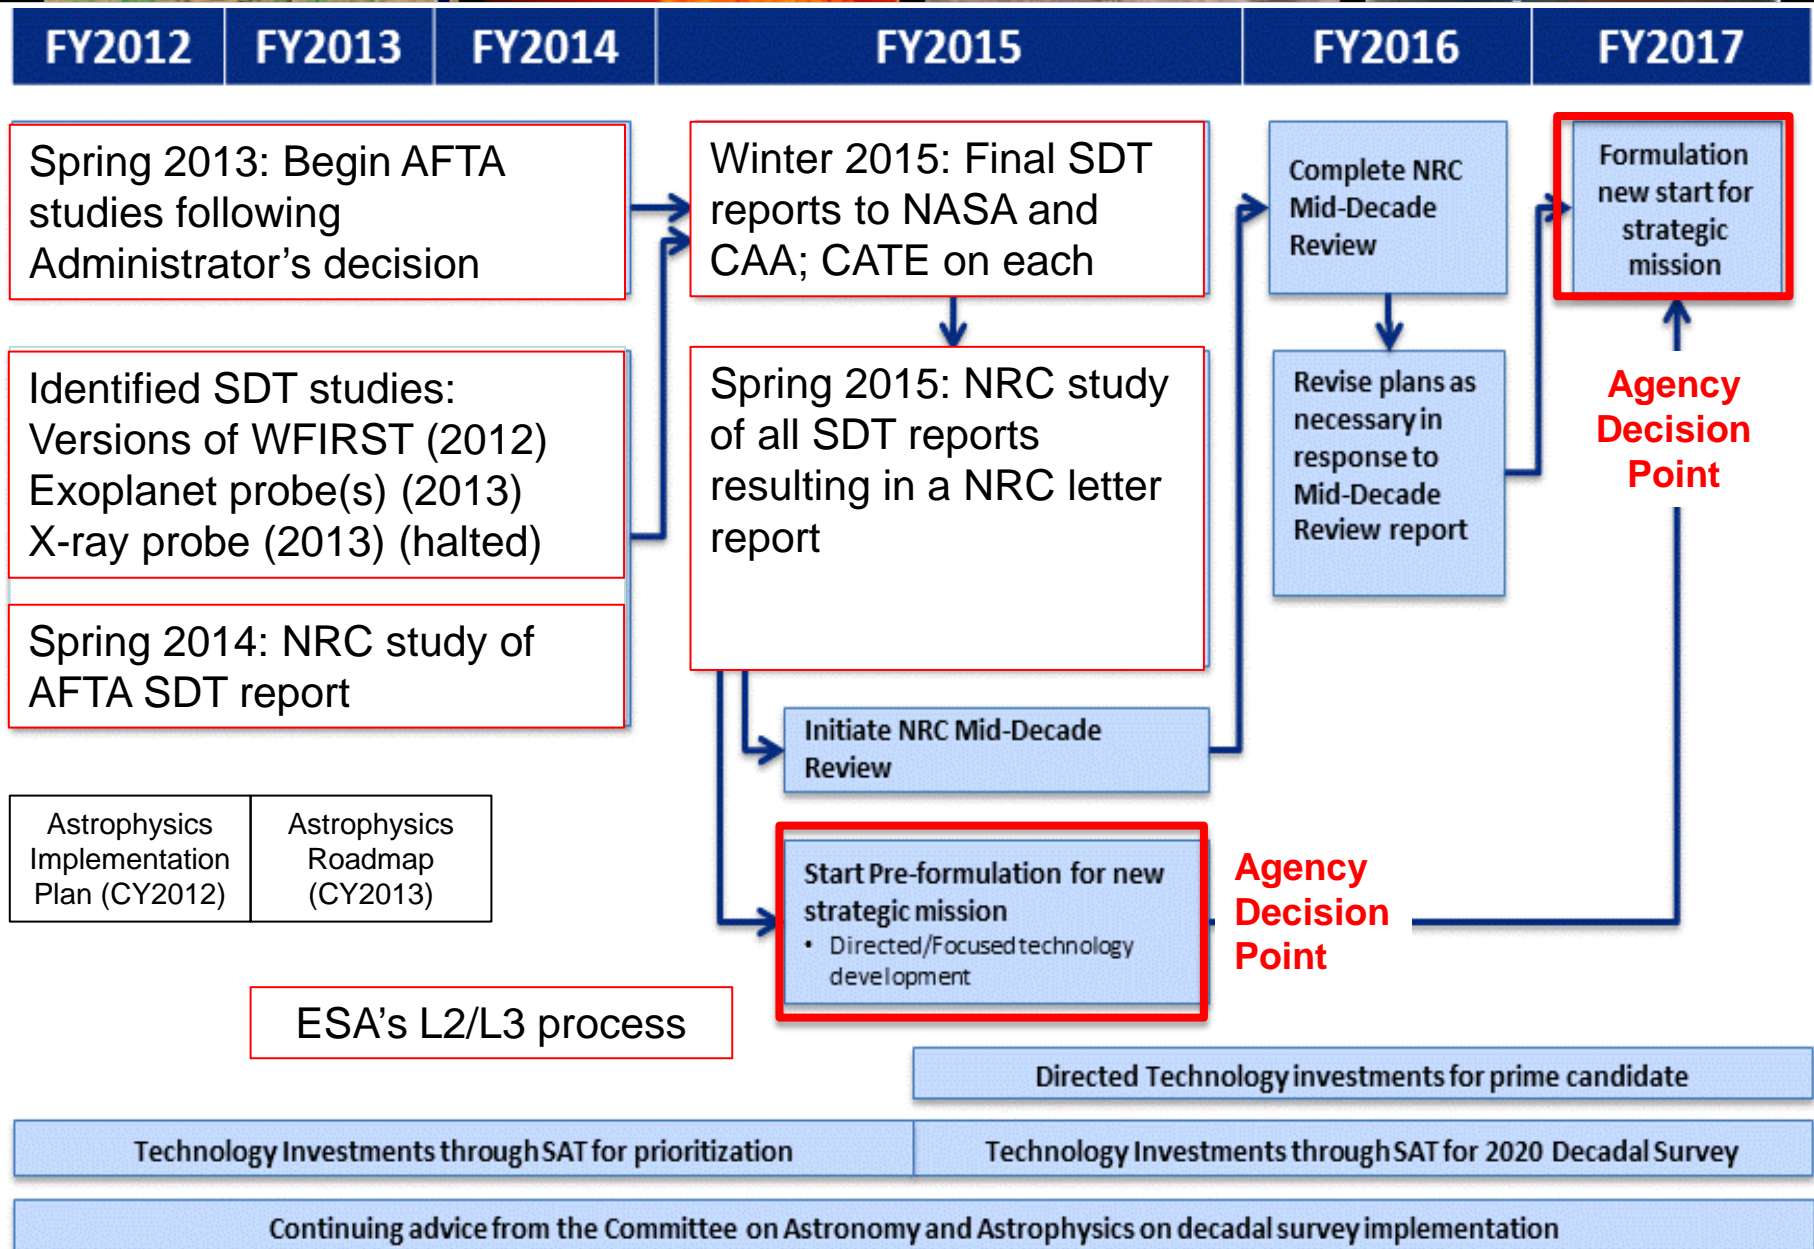 FY2012 FY2013 FY2014 FY2015 FY2016 FY2017
Spring 2013: Begin AFTA
studies following
Administrator’s decision
Identified SDT studies:
Versions of WFIRST (2012)
Exoplanet probe(s) (2013)
X-ray probe (2013) (halted)
Spring 2014: NRC study of
AFTA SDT report
Winter 2015: Final SDT
reports to NASA and
CAA; CATE on each
Spring 2015: NRC study
of all SDT reports
resulting in a NRC letter
report
Initiate NRC Mid-Decade
Review
Start Pre-formulation for new
strategic mission
• Directed/Focused technology
development
Agency
Decision
Point
Complete NRC
Mid-Decade
Review
Revise plans as
necessary in
response to
Mid-Decade
Review report
Formulation
new start for
strategic
mission
Agency
Decision
Point
Astrophysics
Implementation
Plan (CY2012)
Astrophysics
Roadmap
(CY2013)
ESA’s L2/L3 process
Directed Technology investments for prime candidate
Technology Investments through SAT for prioritization
Technology Investments through SAT for 2020 Decadal Survey
Continuing advice from the Committee on Astronomy and Astrophysics on decadal survey implementation